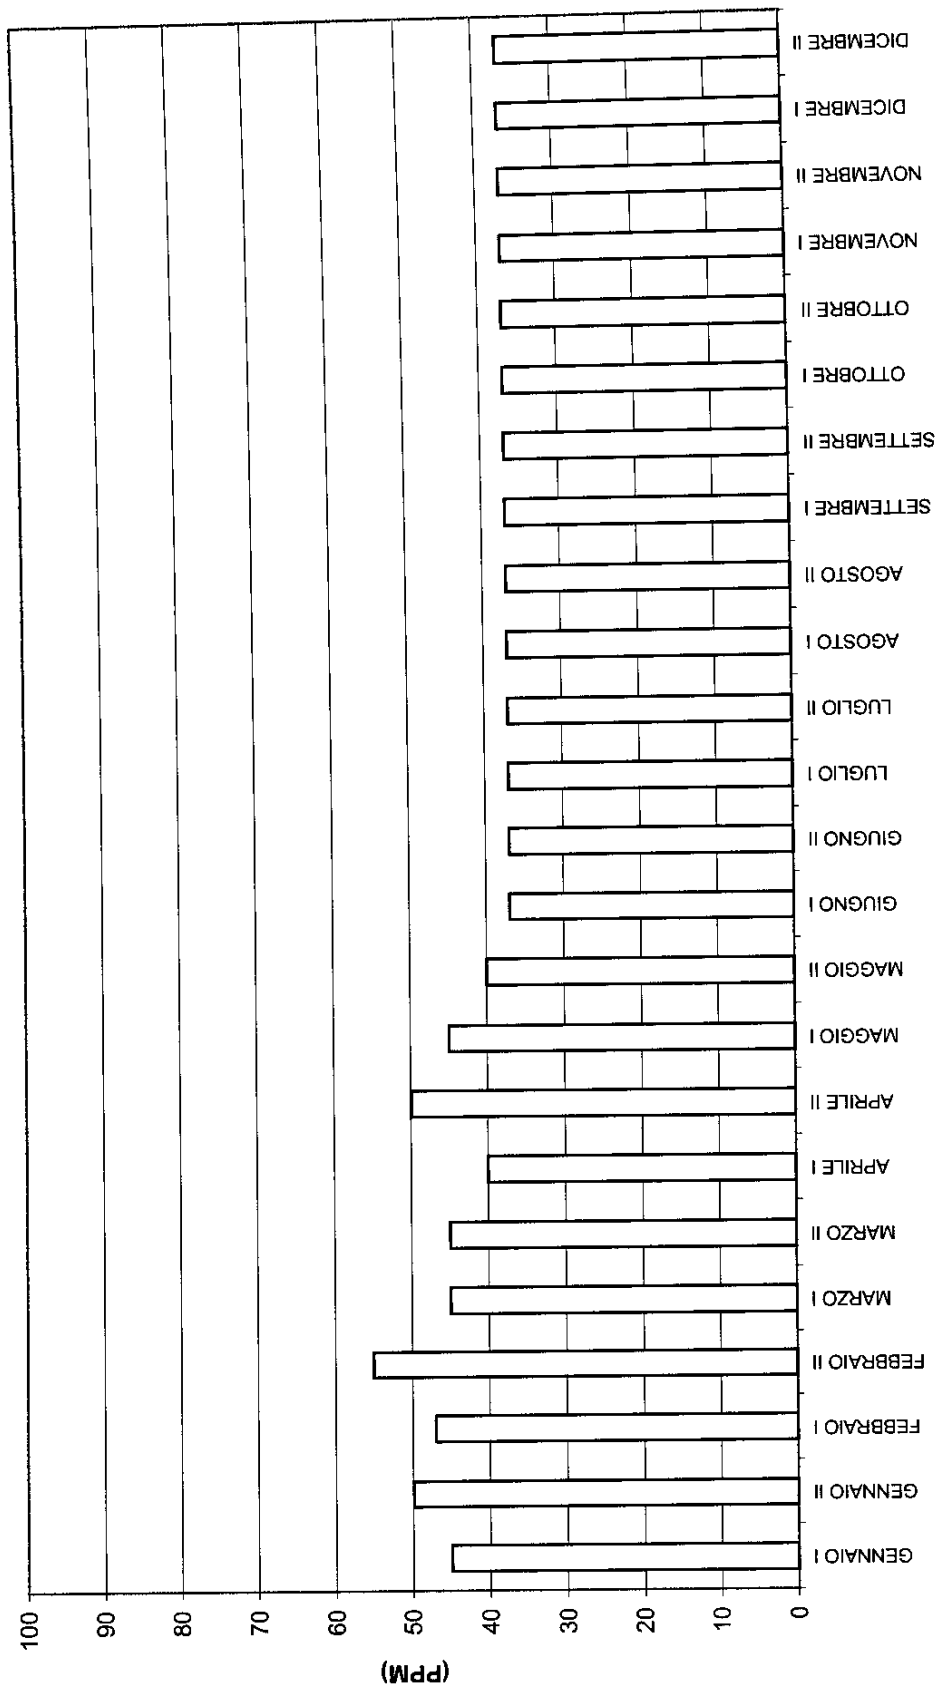 (PPM)
100
90
80
70
60
50
40
30
20
10
0
GENNAIO I
GENNAIO II
FEBBRAIO I
FEBBRAIO II
MARZO I
MARZO II
APRILE I
APRILE II
MAGGIO I
MAGGIO II
GIUGNO I
GIUGNO II
LUGLIO I
LUGLIO II
AGOSTO I
AGOSTO II
SETTEMBRE I
SETTEMBRE II
OTTOBRE I
OTTOBRE II
NOVEMBRE I
NOVEMBRE II
DICEMBRE I
DICEMBRE II